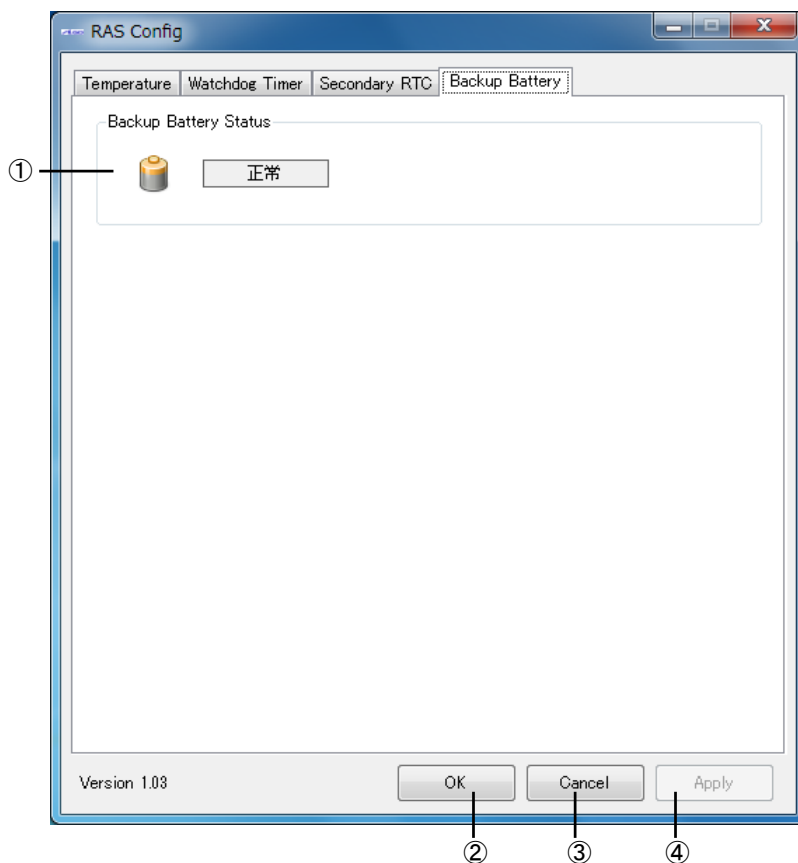 RAS Config
Temperature Watchdog Timer Secondary RTC Backup Battery
Backup Battery Status
① 正常
Version 1.03 OK Cancel Apply
② ③ ④